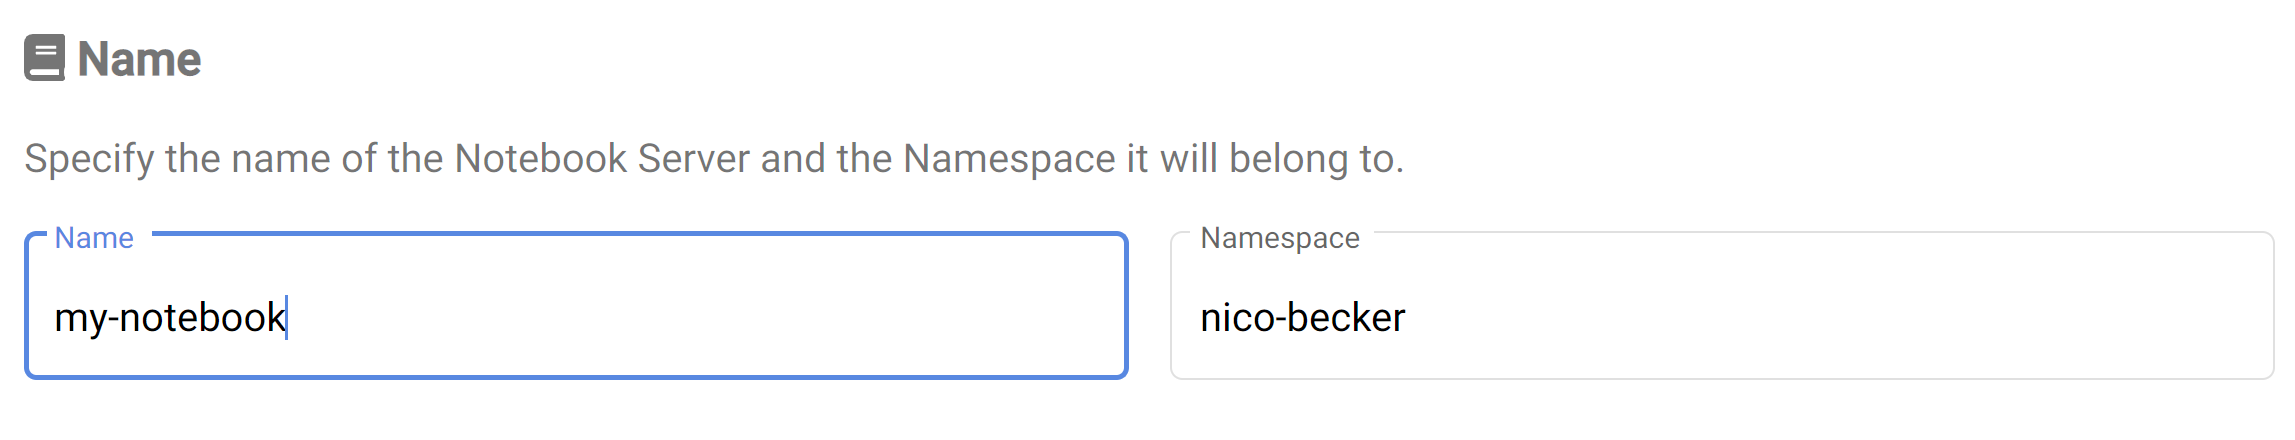 Name
Specify the name of the Notebook Server and the Namespace it will belong to.
Name
my-notebook
Namespace
nico-becker